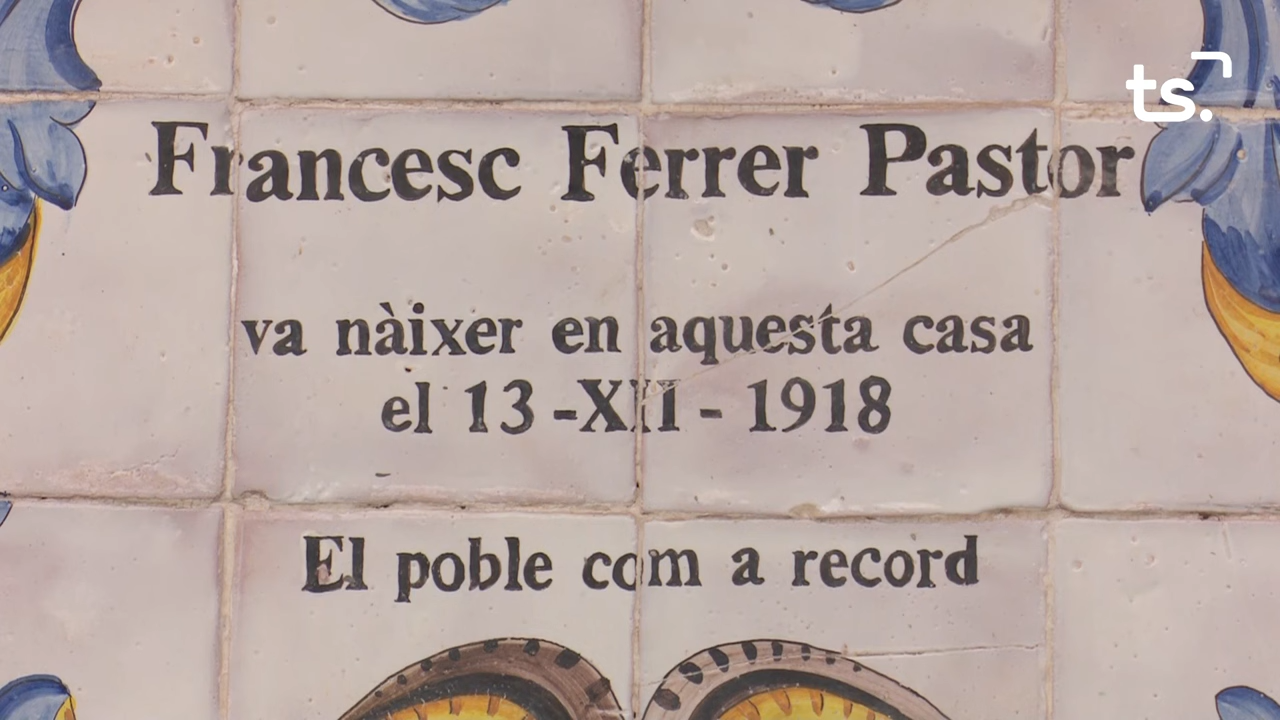 ts.
Francesc Ferrer Pastor
va nàixer en aquesta casa
el 13-XII-1918
El poble com a record